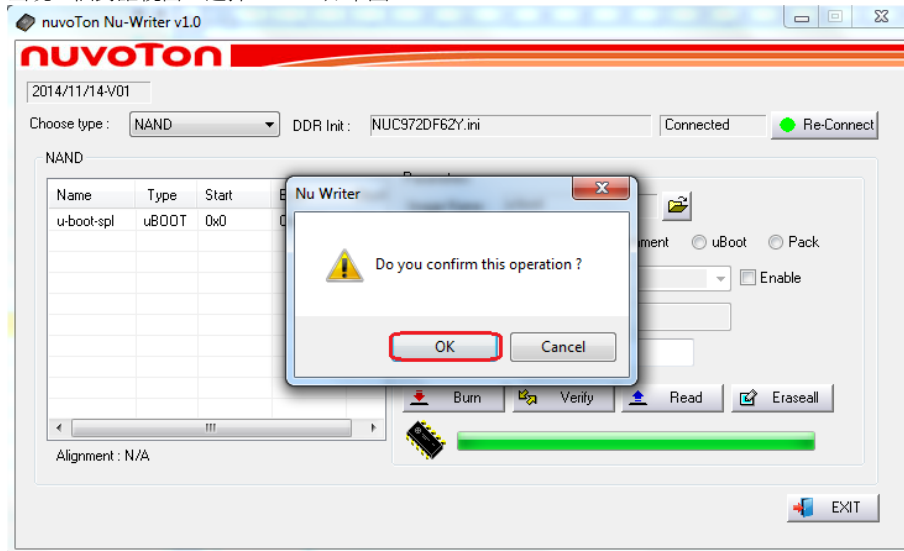 nuvoTon Nu-Writer v1.0
nuvoTon
2014/11/14-V01
Choose type : NAND DDR Init : NUC972DF62Y.ini Connected Re-Connect
NAND
Name Type Start
u-boot-spl uBOOT 0x0
Nu Writer
Do you confirm this operation ?
OK Cancel
uBoot Pack
Enable
Burn Verify Read Eraseall
Alignment : N/A
EXIT